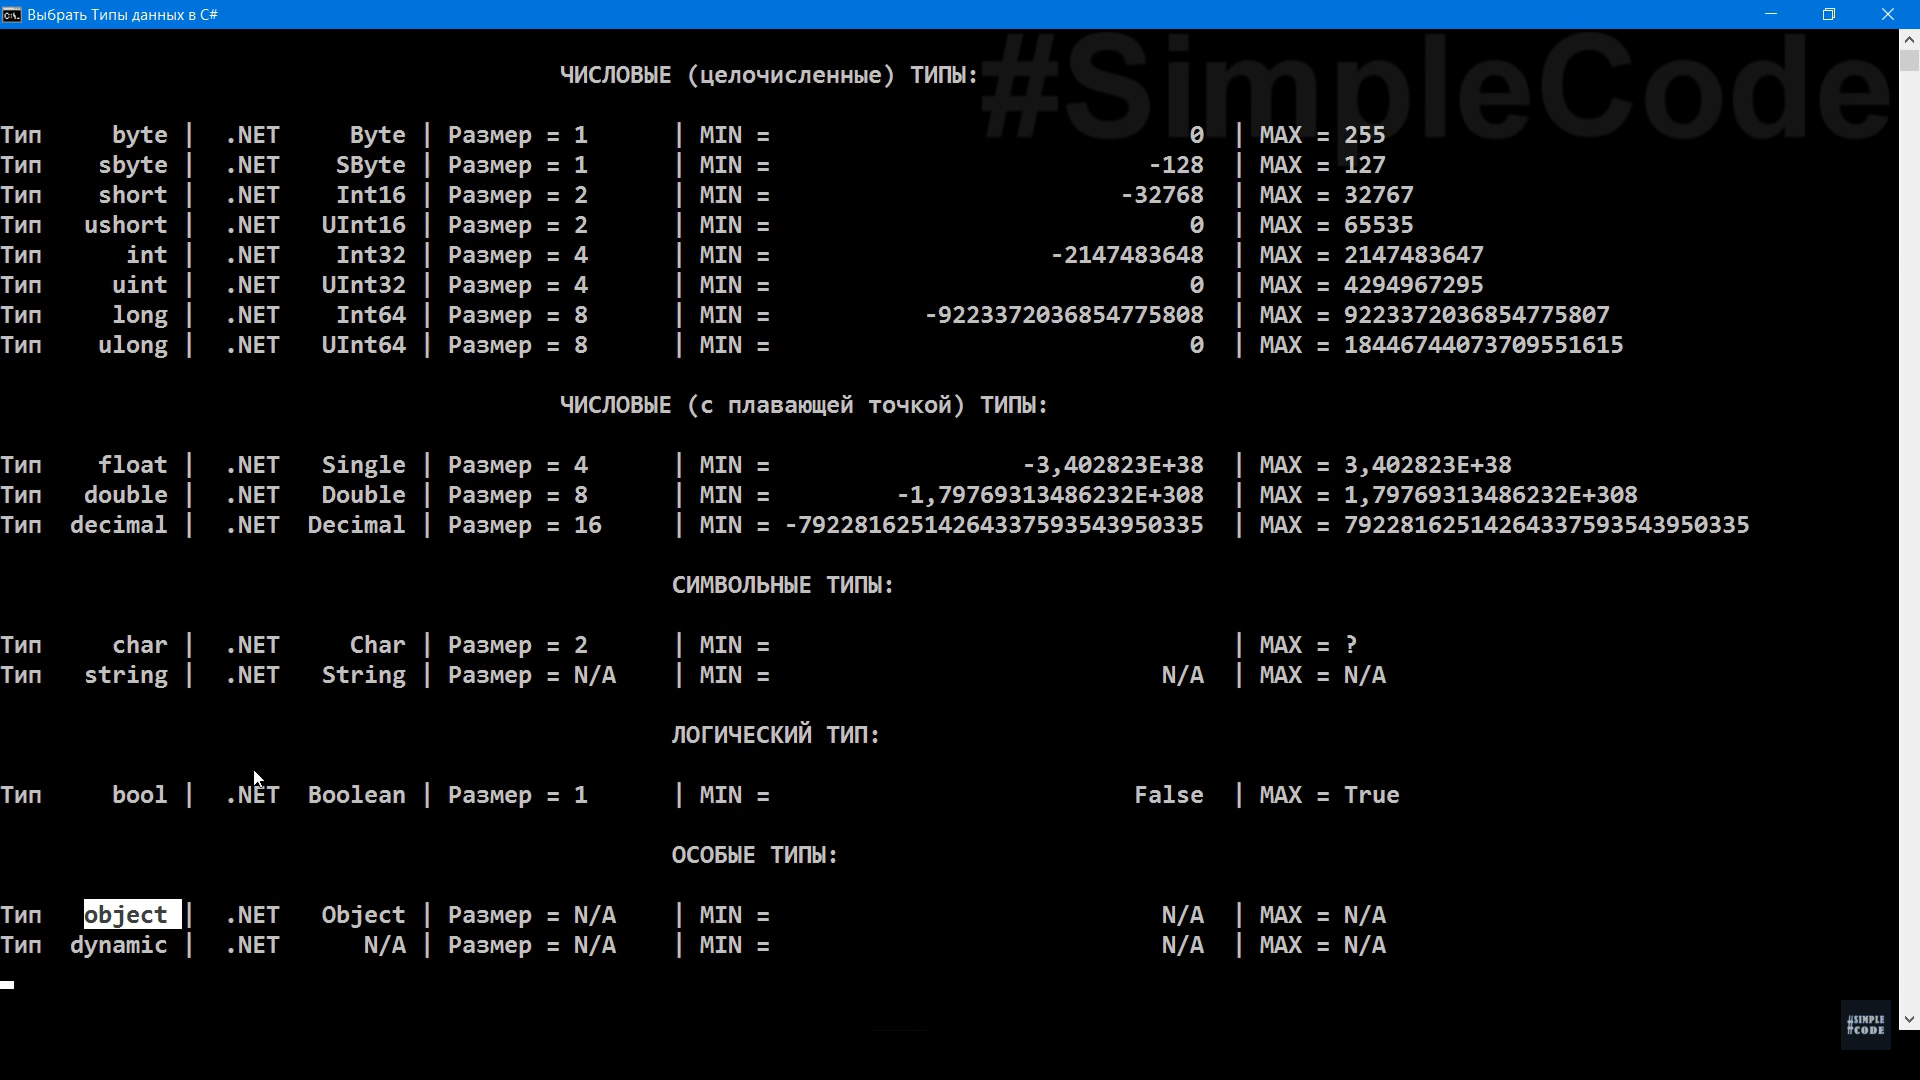 Выбрать Типы данных в C#
#SimpleCode
ЧИСЛОВЫЕ (целочисленные) ТИПЫ:
Тип byte | .NET Byte | Размер = 1 | MIN = 0 | MAX = 255
Тип sbyte | .NET SByte | Размер = 1 | MIN = -128 | MAX = 127
Тип short | .NET Int16 | Размер = 2 | MIN = -32768 | MAX = 32767
Тип ushort | .NET UInt16 | Размер = 2 | MIN = 0 | MAX = 65535
Тип int | .NET Int32 | Размер = 4 | MIN = -2147483648 | MAX = 2147483647
Тип uint | .NET UInt32 | Размер = 4 | MIN = 0 | MAX = 4294967295
Тип long | .NET Int64 | Размер = 8 | MIN = -9223372036854775808 | MAX = 9223372036854775807
Тип ulong | .NET UInt64 | Размер = 8 | MIN = 0 | MAX = 18446744073709551615
ЧИСЛОВЫЕ (с плавающей точкой) ТИПЫ:
Тип float | .NET Single | Размер = 4 | MIN = -3,402823E+38 | MAX = 3,402823E+38
Тип double | .NET Double | Размер = 8 | MIN = -1,79769313486232E+308 | MAX = 1,79769313486232E+308
Тип decimal | .NET Decimal | Размер = 16 | MIN = -79228162514264337593543950335 | MAX = 79228162514264337593543950335
СИМВОЛЬНЫЕ ТИПЫ:
Тип char | .NET Char | Размер = 2 | MIN = | MAX = ?
Тип string | .NET String | Размер = N/A | MIN = N/A | MAX = N/A
ЛОГИЧЕСКИЙ ТИП:
Тип bool | .NET Boolean | Размер = 1 | MIN = False | MAX = True
ОСОБЫЕ ТИПЫ:
Тип object | .NET Object | Размер = N/A | MIN = N/A | MAX = N/A
Тип dynamic | .NET N/A | Размер = N/A | MIN = N/A | MAX = N/A
#SIMPLE
#CODE